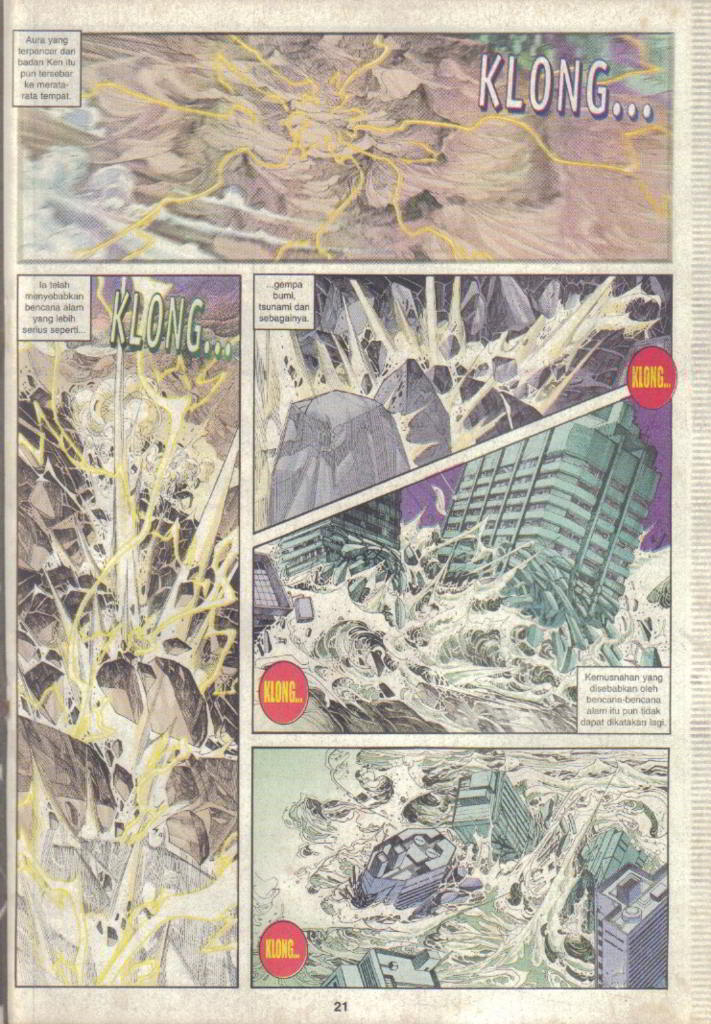 Aura yang
terpancar dari
badan Ken itu
pun tersebar
ke merata-
rata tempat.
KLONG...
Ia telah
menyebabkan
bencana alam
yang lebih
serius seperti...
KLONG...
...gempa
bumi,
tsunami dan
sebagainya.
KLONG...
KLONG...
Kemusnahan yang
disebabkan oleh
bencana-bencana
alam itu pun tidak
dapat dikatakan lagi.
KLONG...
21